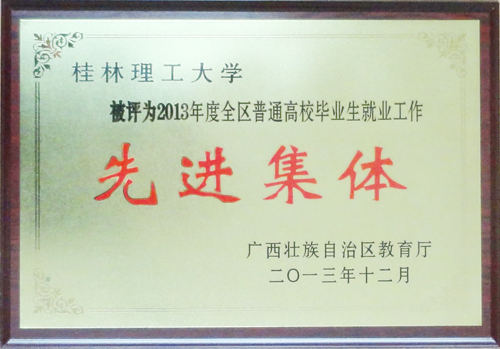 桂林理工大学
被评为2013年度全区普通高校毕业生就业工作
先进集体
广西壮族自治区教育厅
二〇一三年十二月